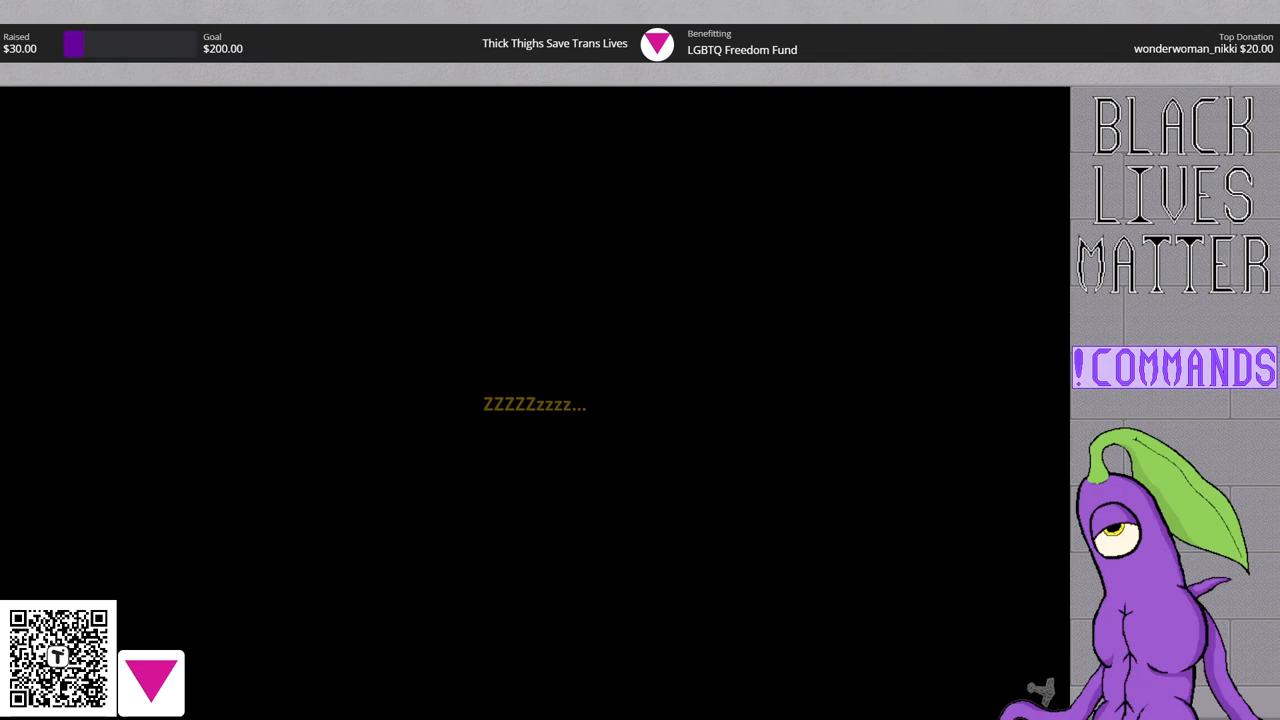 Raised
$30.00
Goal
$200.00
Thick Thighs Save Trans Lives
Benefitting
LGBTQ Freedom Fund
Top Donation
wonderwoman_nikki $20.00
BLACK
LIVES
MATTER
!COMMANDS
ZZZZZzzzz...
T